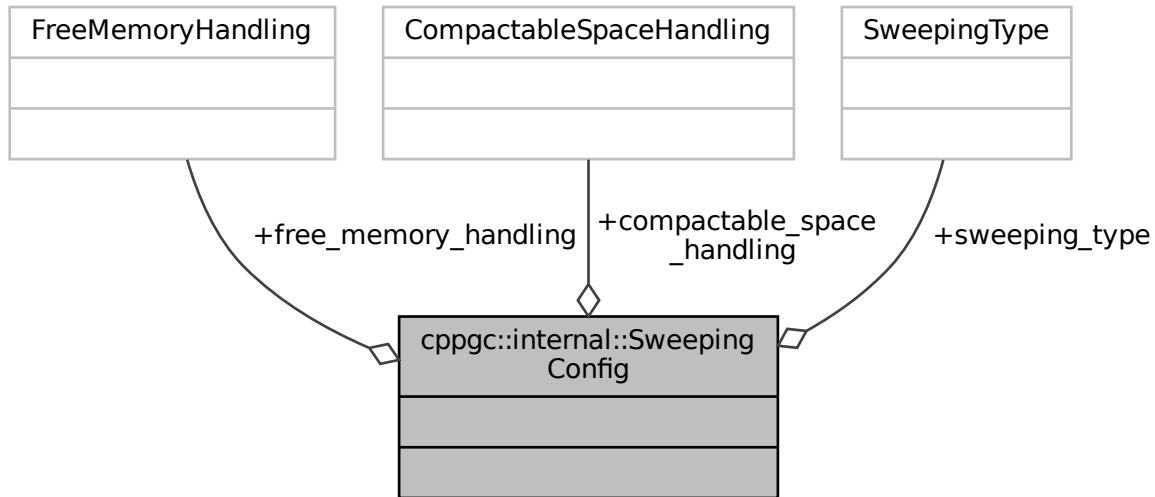 FreeMemoryHandling
CompactableSpaceHandling
SweepingType
+free_memory_handling
+compactable_space
_handling
+sweeping_type
cppgc::internal::Sweeping
Config